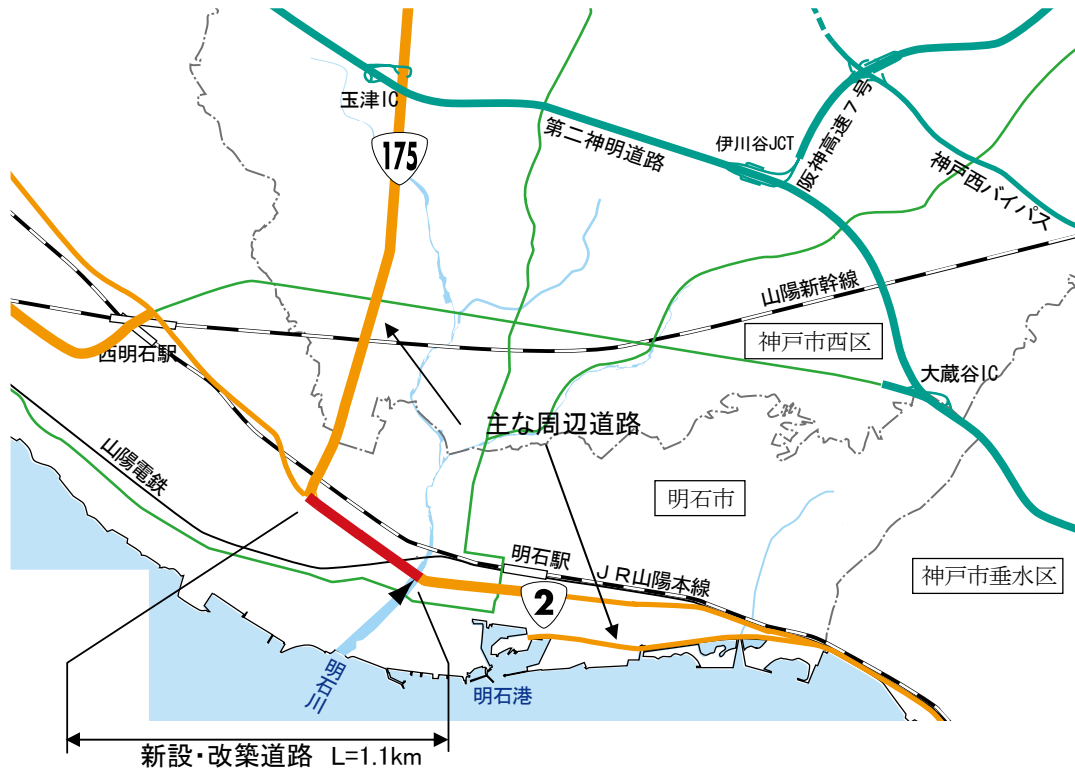 玉津IC
175
第二神明道路
伊川谷JCT
阪神高速7号
神戸西バイパス
山陽新幹線
神戸市西区
西明石駅
大蔵谷IC
主な周辺道路
山陽電鉄
明石市
明石駅
JR山陽本線
神戸市垂水区
2
明石川
明石港
新設・改築道路 L=1.1km